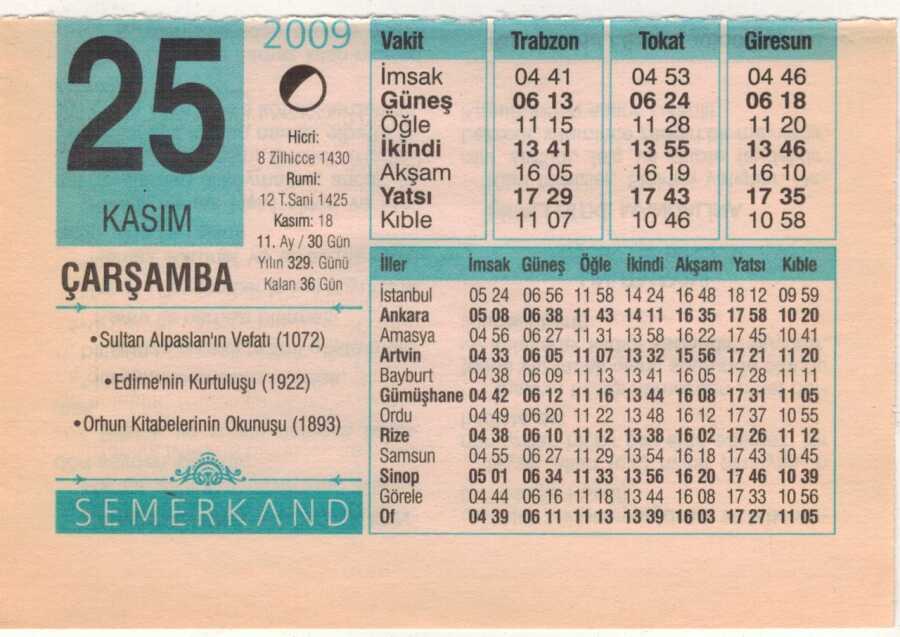 25
KASIM
ÇARŞAMBA
2009
Hicri:
8 Zilhicce 1430
Rumi:
12 T.Sani 1425
Kasım: 18
11. Ay / 30 Gün
Yılın 329. Günü
Kalan 36 Gün
•Sultan Alpaslan'ın Vefatı (1072)
•Edirne'nin Kurtuluşu (1922)
•Orhun Kitabelerinin Okunuşu (1893)
SEMERKAND
Vakit Trabzon Tokat Giresun
İmsak 04 41 04 53 04 46
Güneş 06 13 06 24 06 18
Öğle 11 15 11 28 11 20
İkindi 13 41 13 55 13 46
Akşam 16 05 16 19 16 10
Yatsı 17 29 17 43 17 35
Kıble 11 07 10 46 10 58
İller İmsak Güneş Öğle İkindi Akşam Yatsı Kıble
İstanbul 05 24 06 56 11 58 14 24 16 48 18 12 09 59
Ankara 05 08 06 38 11 43 14 11 16 35 17 58 10 20
Amasya 04 56 06 27 11 31 13 58 16 22 17 45 10 41
Artvin 04 33 06 05 11 07 13 32 15 56 17 21 11 20
Bayburt 04 38 06 09 11 13 13 41 16 05 17 28 11 11
Gümüşhane 04 42 06 12 11 16 13 44 16 08 17 31 11 05
Ordu 04 49 06 20 11 22 13 48 16 12 17 37 10 55
Rize 04 38 06 10 11 12 13 38 16 02 17 26 11 12
Samsun 04 55 06 27 11 29 13 54 16 18 17 43 10 45
Sinop 05 01 06 34 11 33 13 56 16 20 17 46 10 39
Görele 04 44 06 16 11 18 13 44 16 08 17 33 10 56
Of 04 39 06 11 11 13 13 39 16 03 17 27 11 05